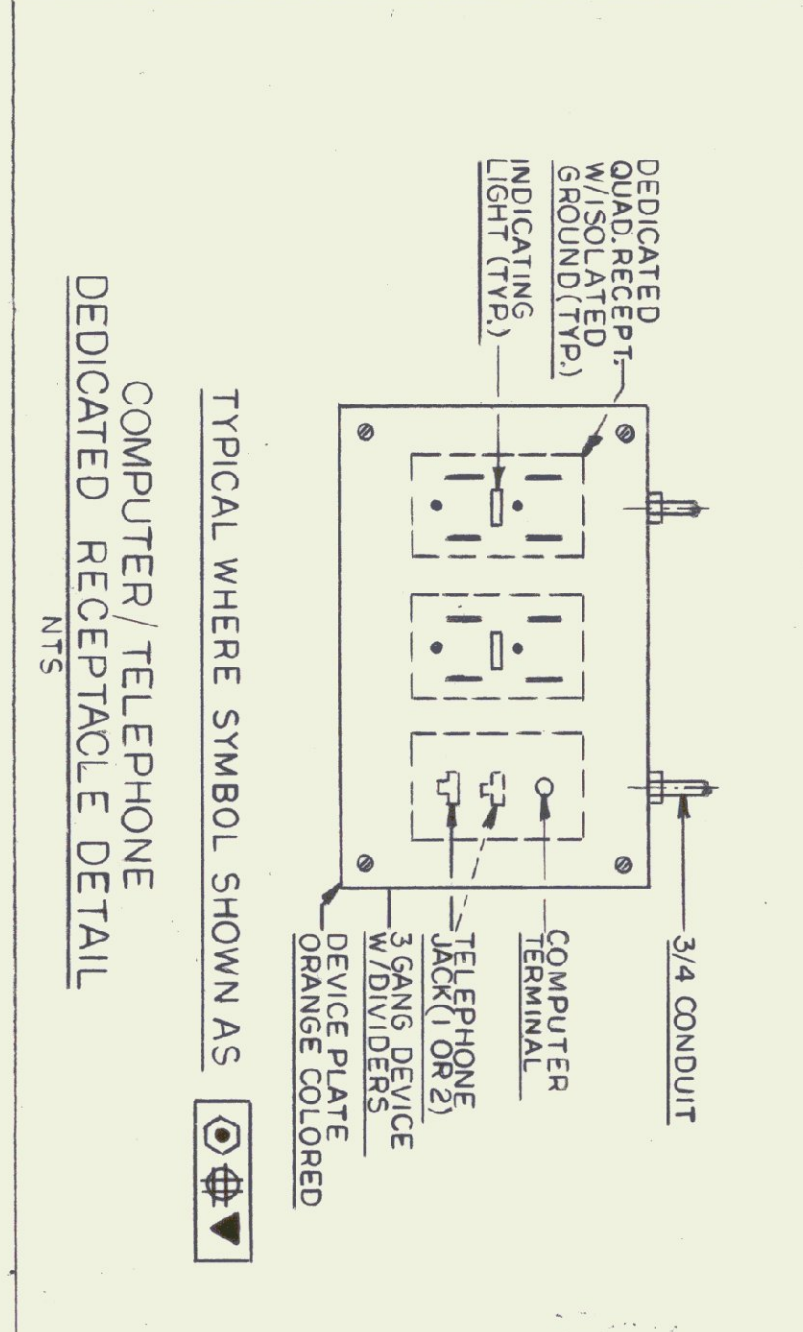 DEDICATED
QUAD. RECEPT.
W/ISOLATED
GROUND (TYP.)
INDICATING
LIGHT (TYP.)
3/4 CONDUIT
COMPUTER
TERMINAL
TELEPHONE
JACK (1 OR 2)
3 GANG DEVICE
W/DIVIDERS
DEVICE PLATE
ORANGE COLORED
TYPICAL WHERE SYMBOL SHOWN AS
COMPUTER/TELEPHONE
DEDICATED RECEPTACLE DETAIL
NTS